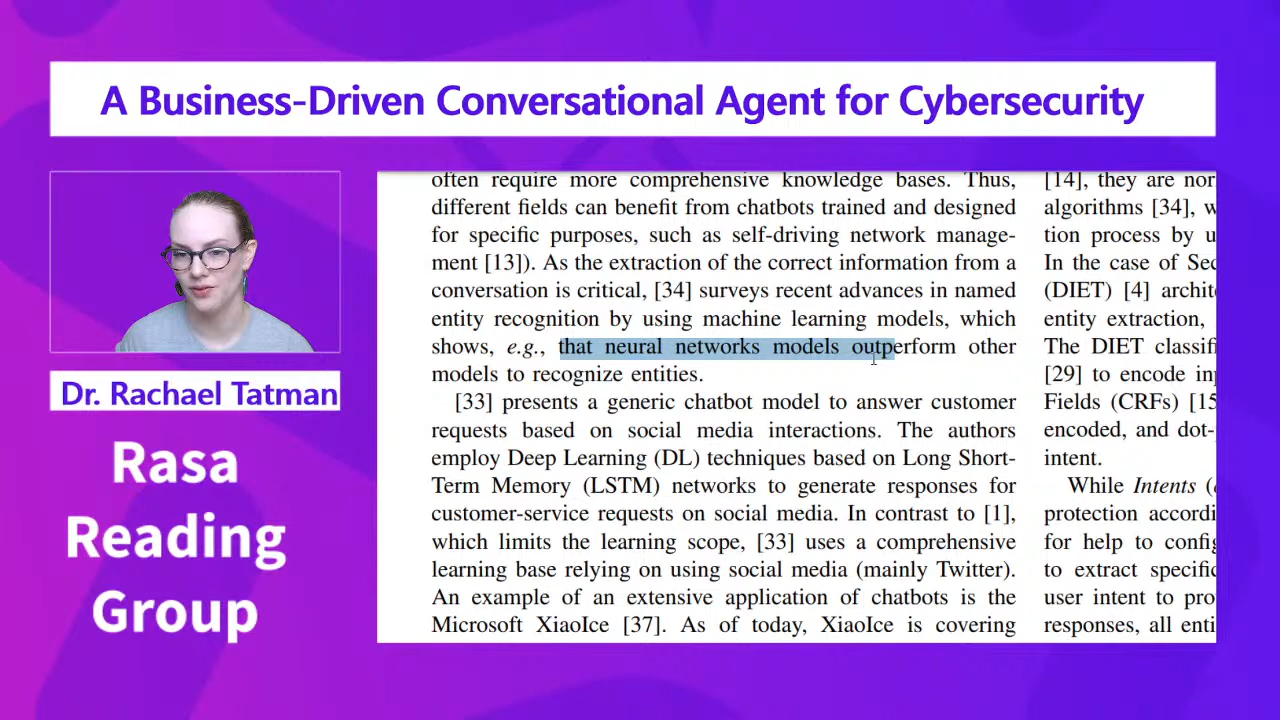 A Business-Driven Conversational Agent for Cybersecurity
Dr. Rachael Tatman
Rasa
Reading
Group
often require more comprehensive knowledge bases. Thus,
different fields can benefit from chatbots trained and designed
for specific purposes, such as self-driving network manage-
ment [13]). As the extraction of the correct information from a
conversation is critical, [34] surveys recent advances in named
entity recognition by using machine learning models, which
shows, e.g., that neural networks models outperform other
models to recognize entities.
[33] presents a generic chatbot model to answer customer
requests based on social media interactions. The authors
employ Deep Learning (DL) techniques based on Long Short-
Term Memory (LSTM) networks to generate responses for
customer-service requests on social media. In contrast to [1],
which limits the learning scope, [33] uses a comprehensive
learning base relying on using social media (mainly Twitter).
An example of an extensive application of chatbots is the
Microsoft XiaoIce [37]. As of today, XiaoIce is covering
[14], they are nor
algorithms [34], w
tion process by u
In the case of Sec
(DIET) [4] archit
entity extraction,
The DIET classif
[29] to encode in
Fields (CRFs) [15
encoded, and dot-
intent.
While Intents (
protection accordi
for help to config
to extract specific
user intent to pro
responses, all enti